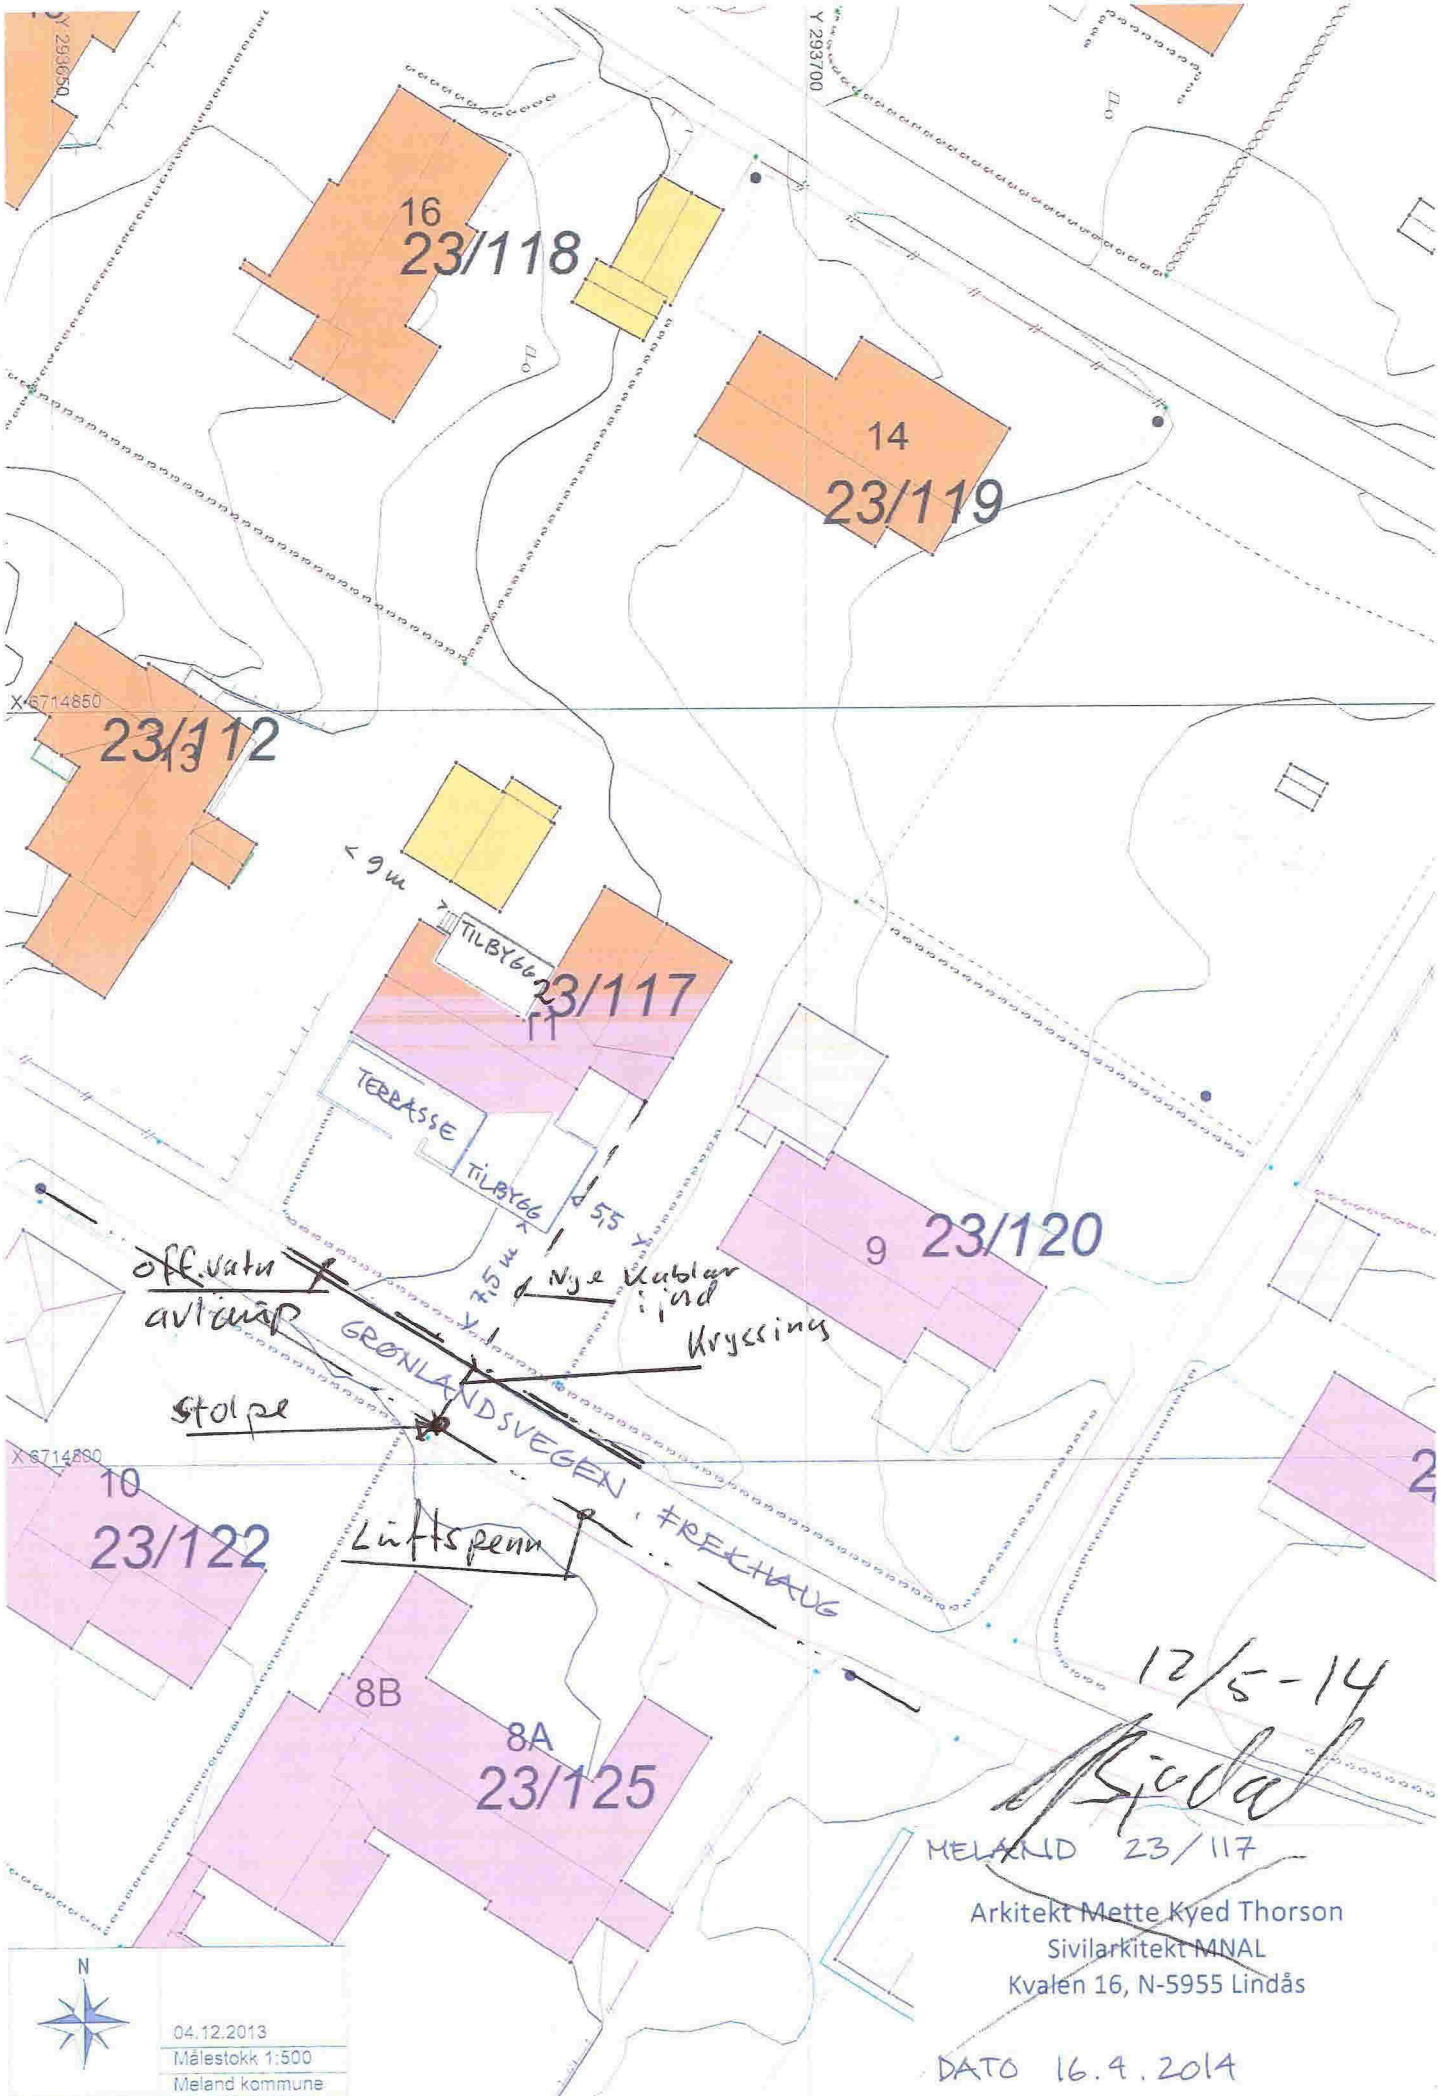 Y 293650
Y 293700
16
23/118
14
23/119
X 6714850
23/112
13
< 9 m >
TILBYGG
23/117
11
TERRASSE
TILBYGG
< 5,5 >
< 7,5 m >
9
23/120
off. vatn
avlaup
Nye kablar
i jord
Kryssing
GRØNLANDSVEGEN, FREKHAUG
Stolpe
X 6714800
10
23/122
Luftspenn
2
8B
8A
23/125
12/5-14
MELAND 23/117
Arkitekt Mette Kyed Thorson
Sivilarkitekt MNAL
Kvalen 16, N-5955 Lindås
N
04.12.2013
Målestokk 1:500
Meland kommune
DATO 16.4.2014